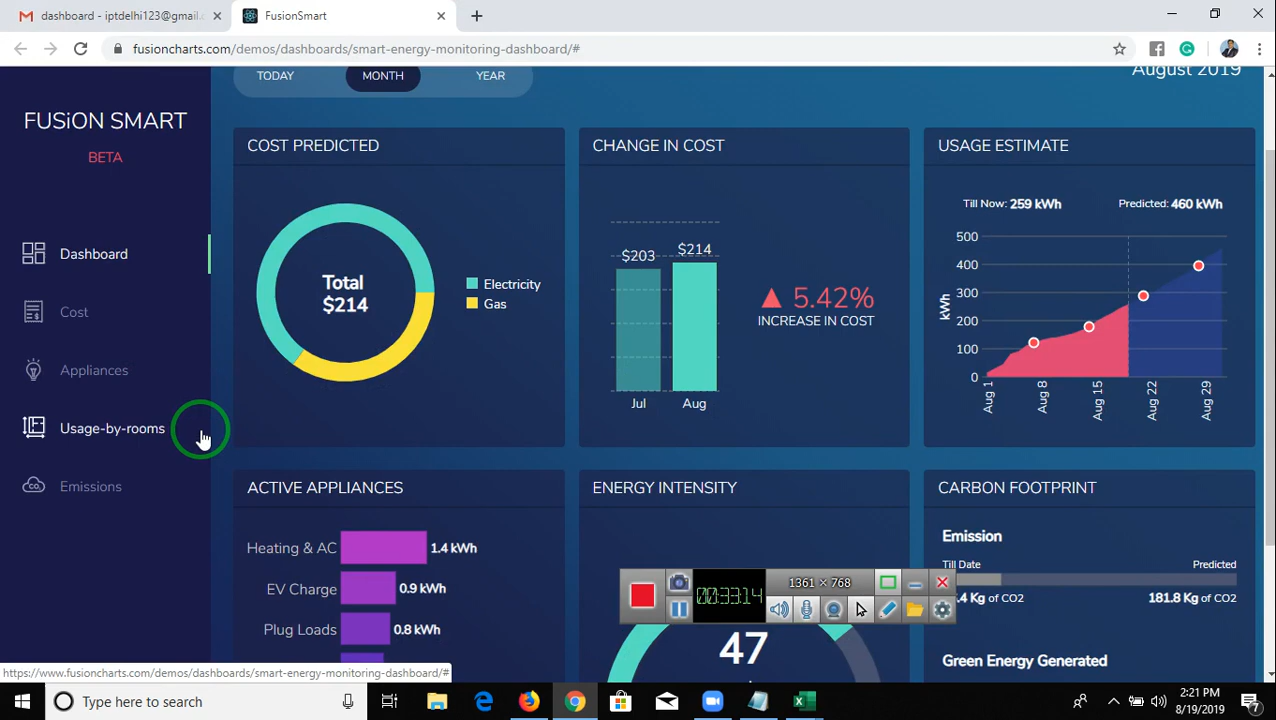 dashboard - iptdelhi123@gmail.c
FusionSmart
fusioncharts.com/demos/dashboards/smart-energy-monitoring-dashboard/#
FUSiON SMART
BETA
Dashboard
Cost
Appliances
Usage-by-rooms
Emissions
TODAY
MONTH
YEAR
August 2019
COST PREDICTED
Total
$214
Electricity
Gas
CHANGE IN COST
$203
$214
Jul
Aug
5.42%
INCREASE IN COST
USAGE ESTIMATE
Till Now: 259 kWh
Predicted: 460 kWh
500
400
300
200
100
0
kWh
Aug 1
Aug 8
Aug 15
Aug 22
Aug 29
ACTIVE APPLIANCES
Heating & AC
1.4 kWh
EV Charge
0.9 kWh
Plug Loads
0.8 kWh
ENERGY INTENSITY
47
CARBON FOOTPRINT
Emission
Till Date
Predicted
.4 Kg of CO2
181.8 Kg of CO2
Green Energy Generated
00:33:14
1361 × 768
https://www.fusioncharts.com/demos/dashboards/smart-energy-monitoring-dashboard/#
Type here to search
2:21 PM
8/19/2019
7